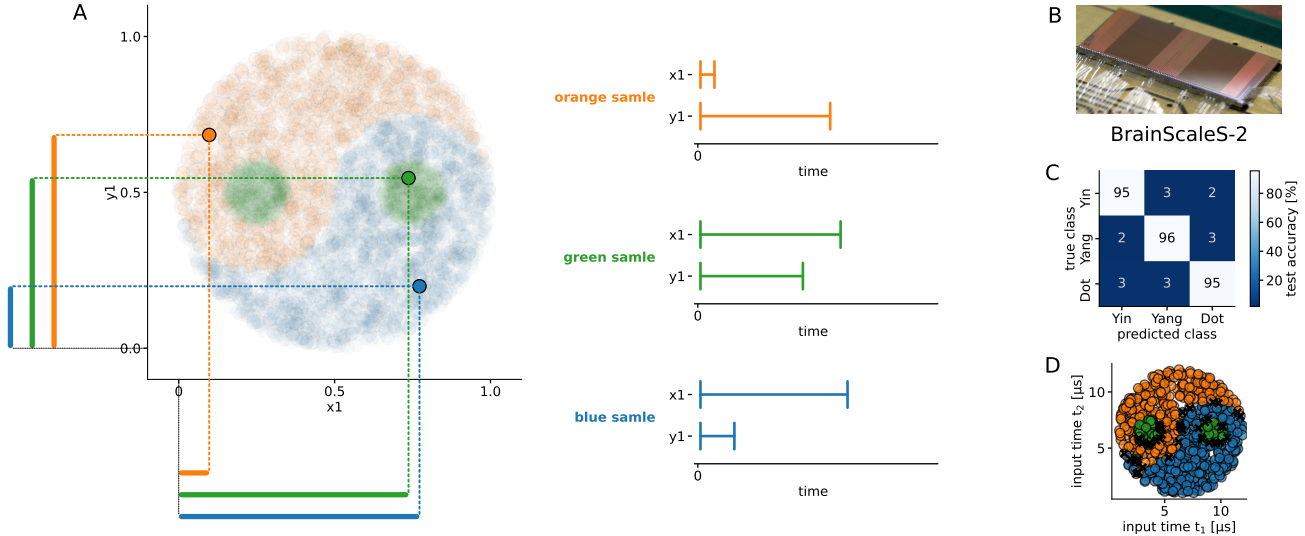 A
1.0
0.5
0.0
y1
0
0.5
1.0
x1
orange samle
x1
y1
0
time
green samle
x1
y1
0
time
blue samle
x1
y1
0
time
B
BrainScaleS-2
C
true class
Yin
Yang
Dot
95 3 2
2 96 3
3 3 95
Yin Yang Dot
predicted class
80
60
40
20
test accuracy [%]
D
input time t₂ [μs]
10
5
5 10
input time t₁ [μs]